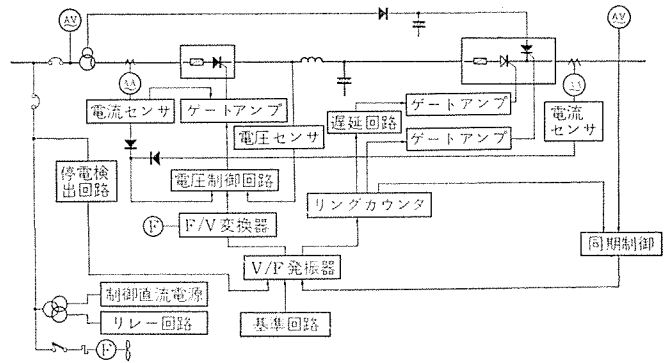 AV
AV
AA
AA
電流センサ
ゲートアンプ
ゲートアンプ
電流
センサ
遅延回路
電圧センサ
ゲートアンプ
停電検
出回路
電圧制御回路
リングカウンタ
F
F/V変換器
同期制御
V/F発振器
制御直流電源
リレー回路
基準回路
F